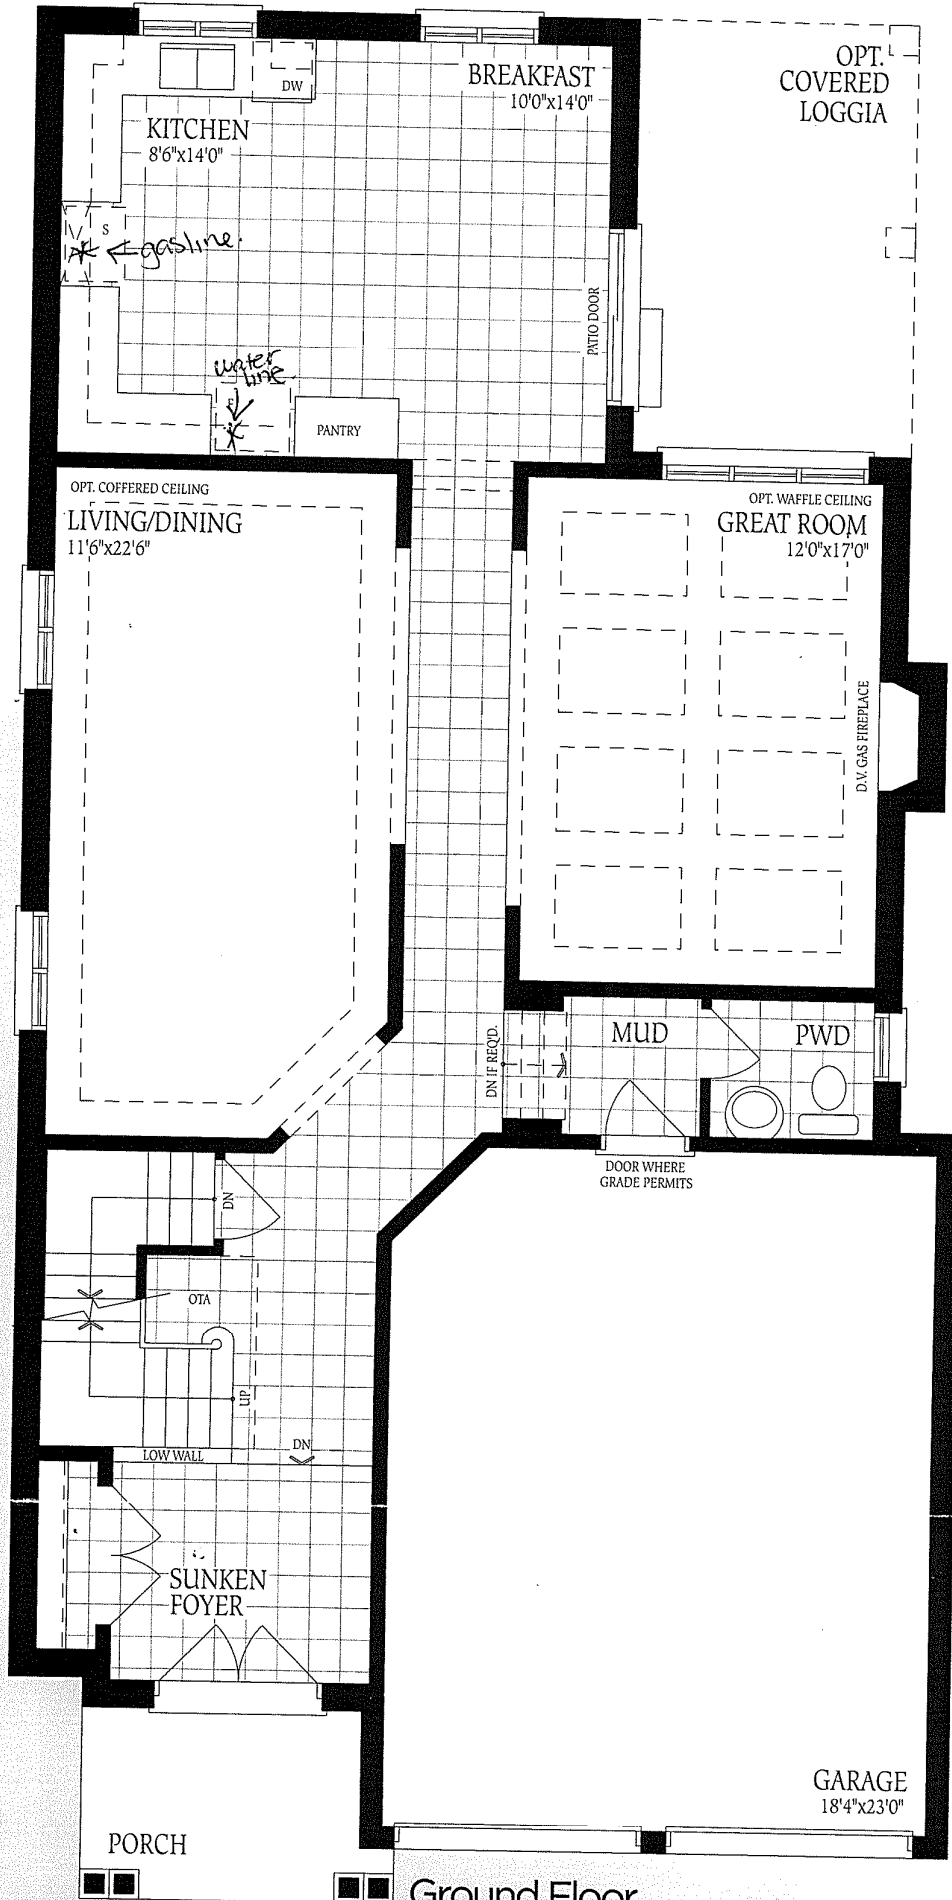 OPT.
COVERED
LOGGIA
BREAKFAST
10'0"x14'0"
DW
KITCHEN
8'6"x14'0"
S
gasline.
PATIO DOOR
water
line.
F
PANTRY
OPT. COFFERED CEILING
LIVING/DINING
11'6"x22'6"
OPT. WAFFLE CEILING
GREAT ROOM
12'0"x17'0"
D.V. GAS FIREPLACE
MUD
PWD
DN IF REQ'D.
DOOR WHERE
GRADE PERMITS
DN
OTA
UP
LOW WALL
DN
SUNKEN
FOYER
GARAGE
18'4"x23'0"
PORCH
Ground Floor